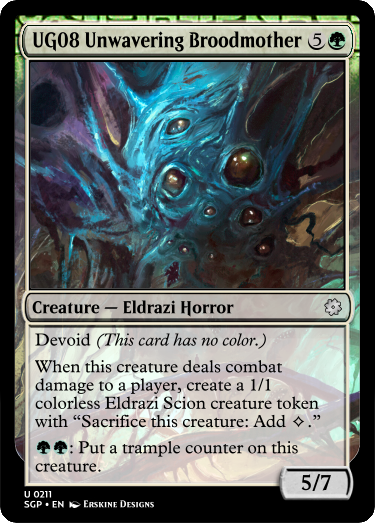 UG08 Unwavering Broodmother 5
Creature — Eldrazi Horror
Devoid (This card has no color.)
When this creature deals combat
damage to a player, create a 1/1
colorless Eldrazi Scion creature token
with “Sacrifice this creature: Add .”
: Put a trample counter on this
creature.
5/7
U 0211
SGP • EN Erskine Designs